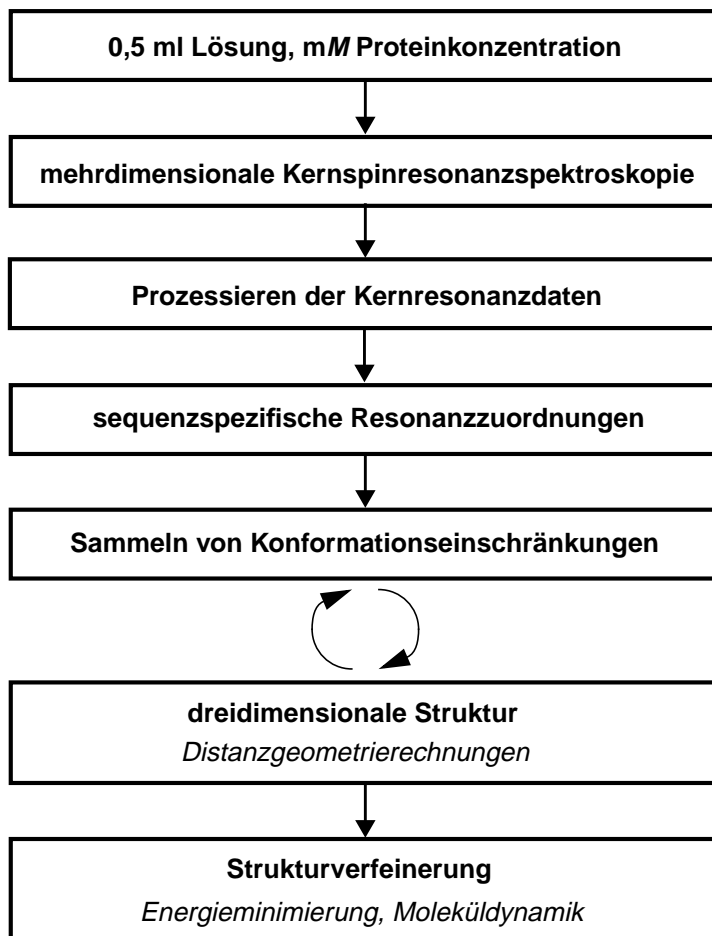 0,5 ml Lösung, mM Proteinkonzentration
mehrdimensionale Kernspinresonanzspektroskopie
Prozessieren der Kernresonanzdaten
sequenzspezifische Resonanzzuordnungen
Sammeln von Konformationseinschränkungen
dreidimensionale Struktur
Distanzgeometrierechnungen
Strukturverfeinerung
Energieminimierung, Moleküldynamik